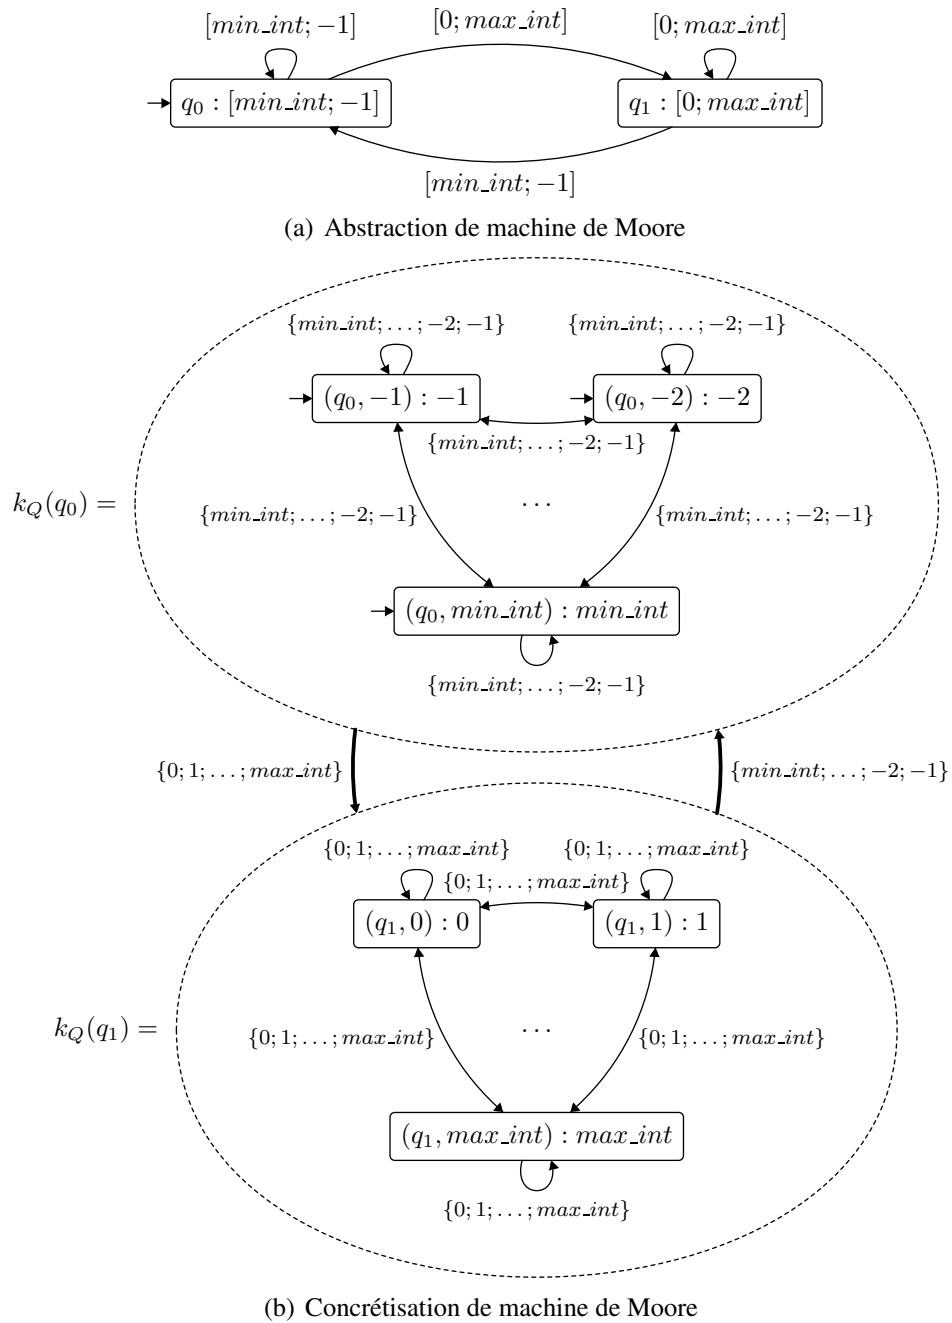 [min_int; −1] [0; max_int] [0; max_int]
q₀ : [min_int; −1] q₁ : [0; max_int]
[min_int; −1]
(a) Abstraction de machine de Moore
{min_int; . . . ; −2; −1} {min_int; . . . ; −2; −1}
(q₀, −1) : −1 (q₀, −2) : −2
{min_int; . . . ; −2; −1}
k_Q(q₀) =
{min_int; . . . ; −2; −1} . . . {min_int; . . . ; −2; −1}
(q₀, min_int) : min_int
{min_int; . . . ; −2; −1}
{0; 1; . . . ; max_int} {min_int; . . . ; −2; −1}
{0; 1; . . . ; max_int} {0; 1; . . . ; max_int}
{0; 1; . . . ; max_int}
(q₁, 0) : 0 (q₁, 1) : 1
k_Q(q₁) =
{0; 1; . . . ; max_int} . . . {0; 1; . . . ; max_int}
(q₁, max_int) : max_int
{0; 1; . . . ; max_int}
(b) Concrétisation de machine de Moore